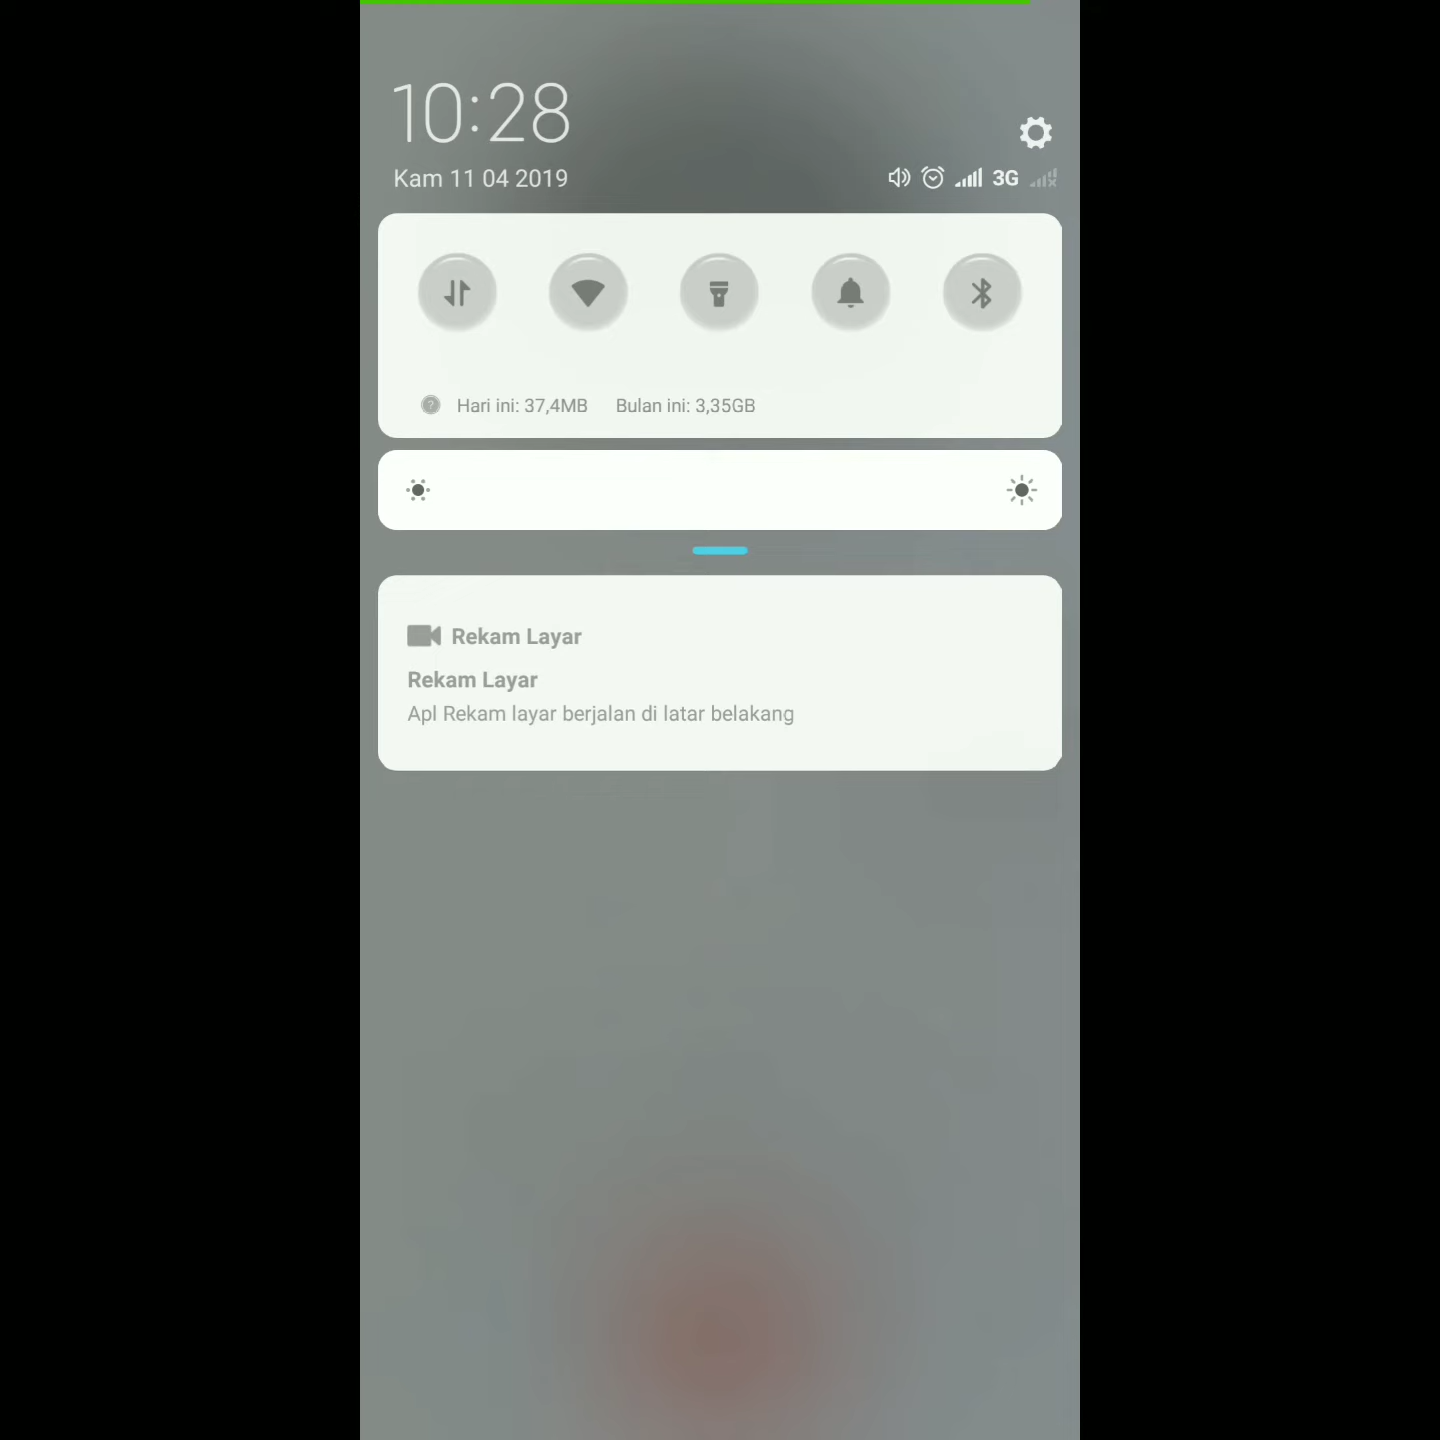 10:28
Kam 11 04 2019
3G
Hari ini: 37,4MB Bulan ini: 3,35GB
Rekam Layar
Rekam Layar
Apl Rekam layar berjalan di latar belakang